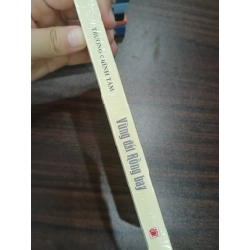 TRƯƠNG CHÍNH TÂM
Vùng đất Rồng bay